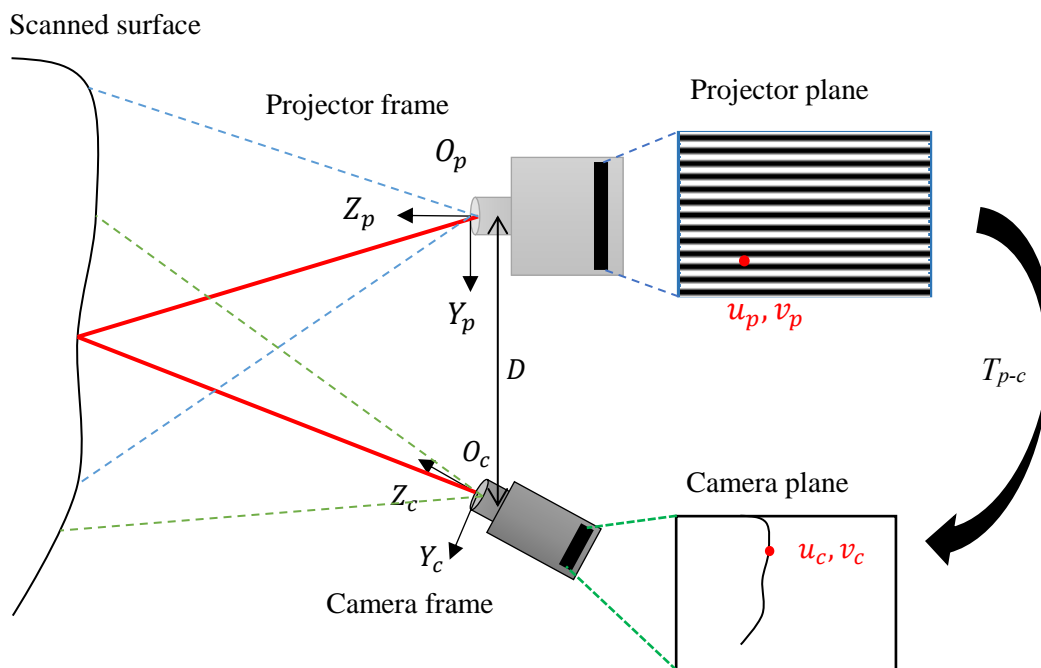 Scanned surface
Projector frame
Projector plane
O_p
Z_p
Y_p
u_p, v_p
D
T_{p-c}
O_c
Z_c
Y_c
Camera plane
u_c, v_c
Camera frame